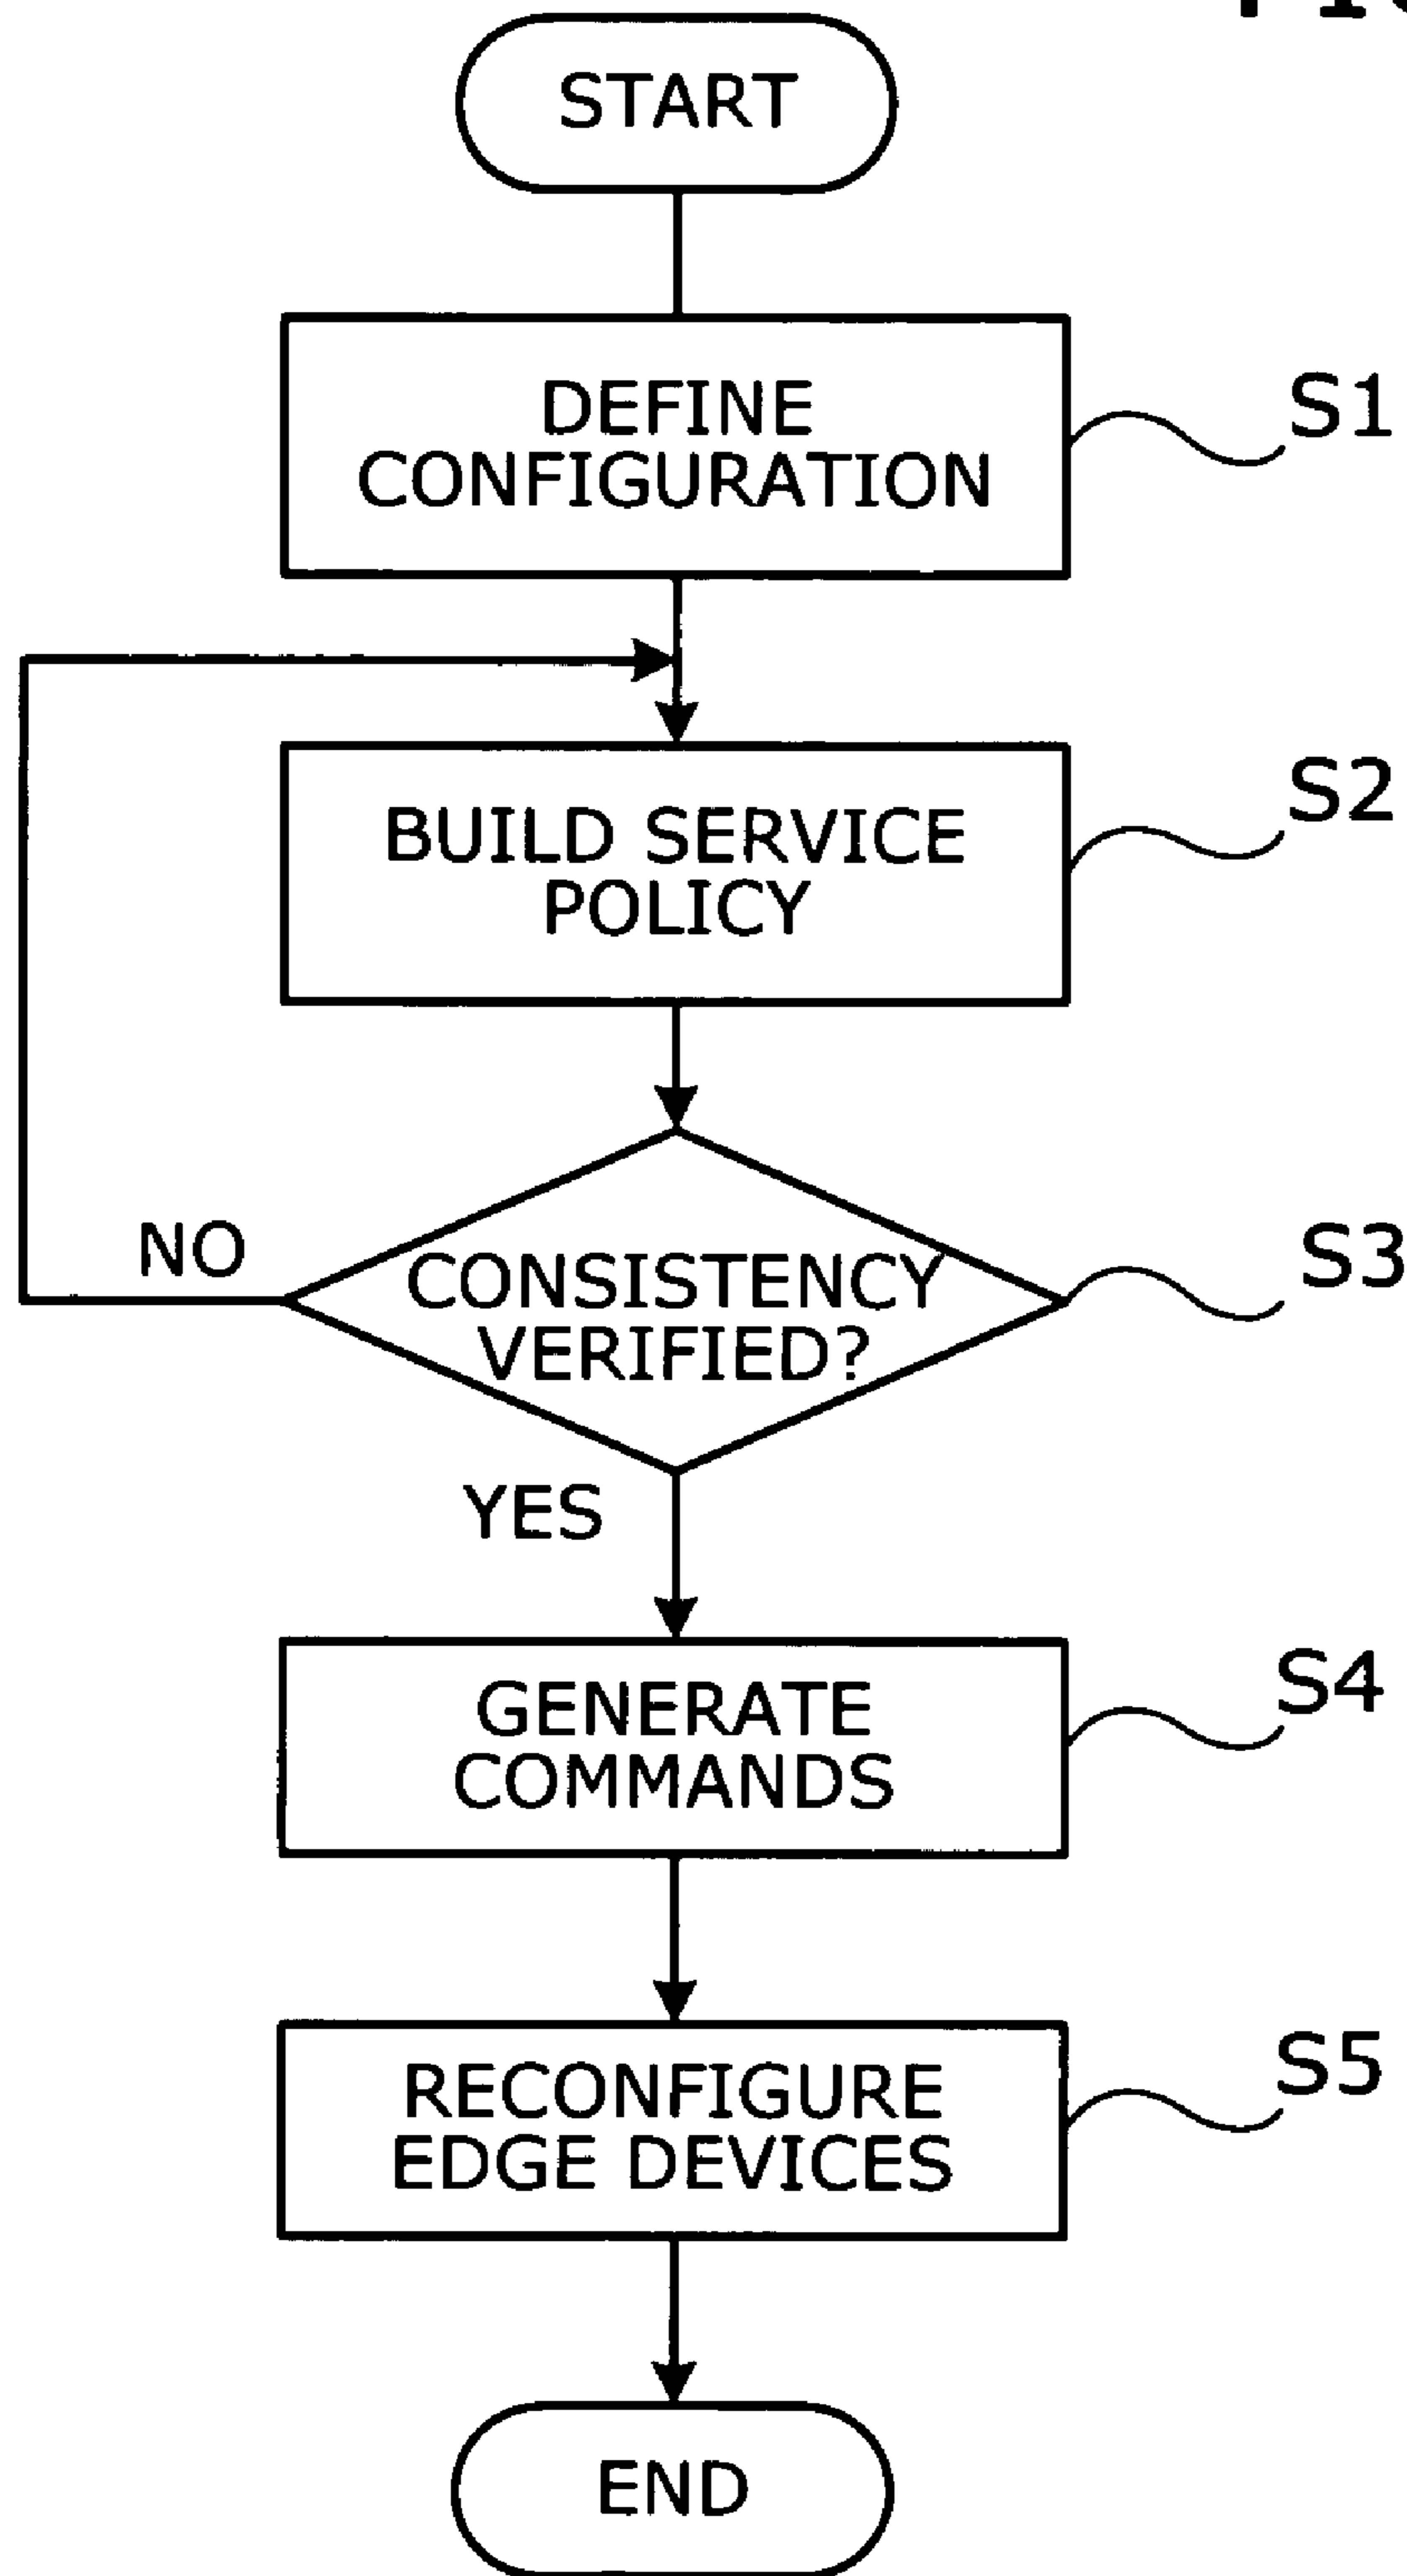 START
DEFINE
CONFIGURATION
S1
BUILD SERVICE
POLICY
S2
NO
CONSISTENCY
VERIFIED?
S3
YES
GENERATE
COMMANDS
S4
RECONFIGURE
EDGE DEVICES
S5
END